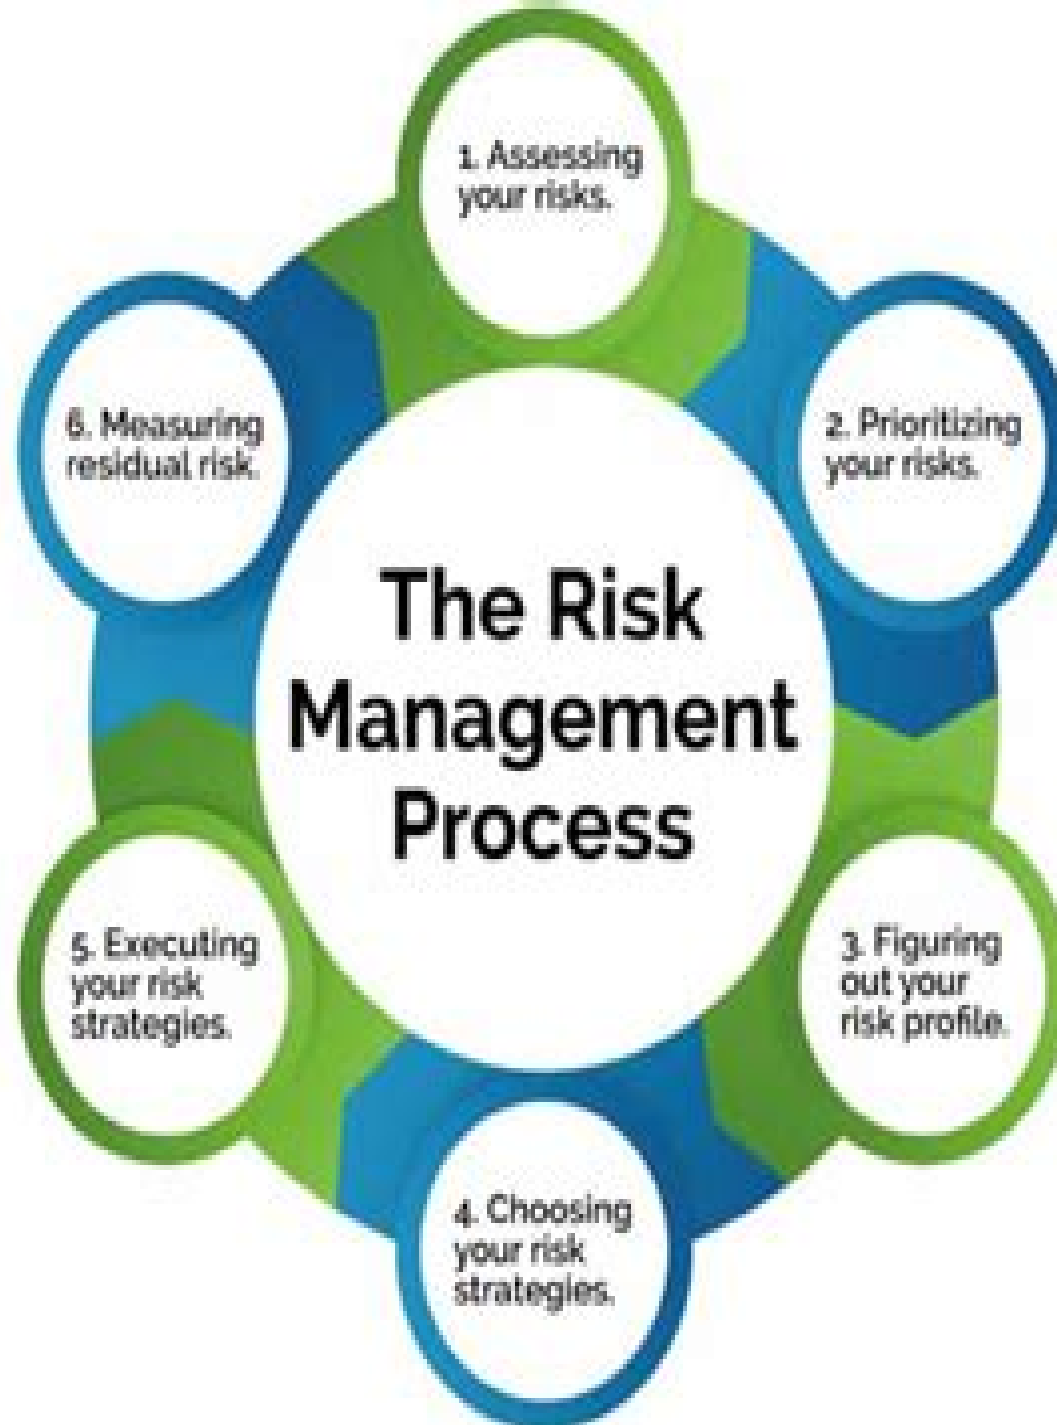 1. Assessing
your risks.
2. Prioritizing
your risks.
3. Figuring
out your
risk profile.
4. Choosing
your risk
strategies.
5. Executing
your risk
strategies.
6. Measuring
residual risk.
The Risk
Management
Process